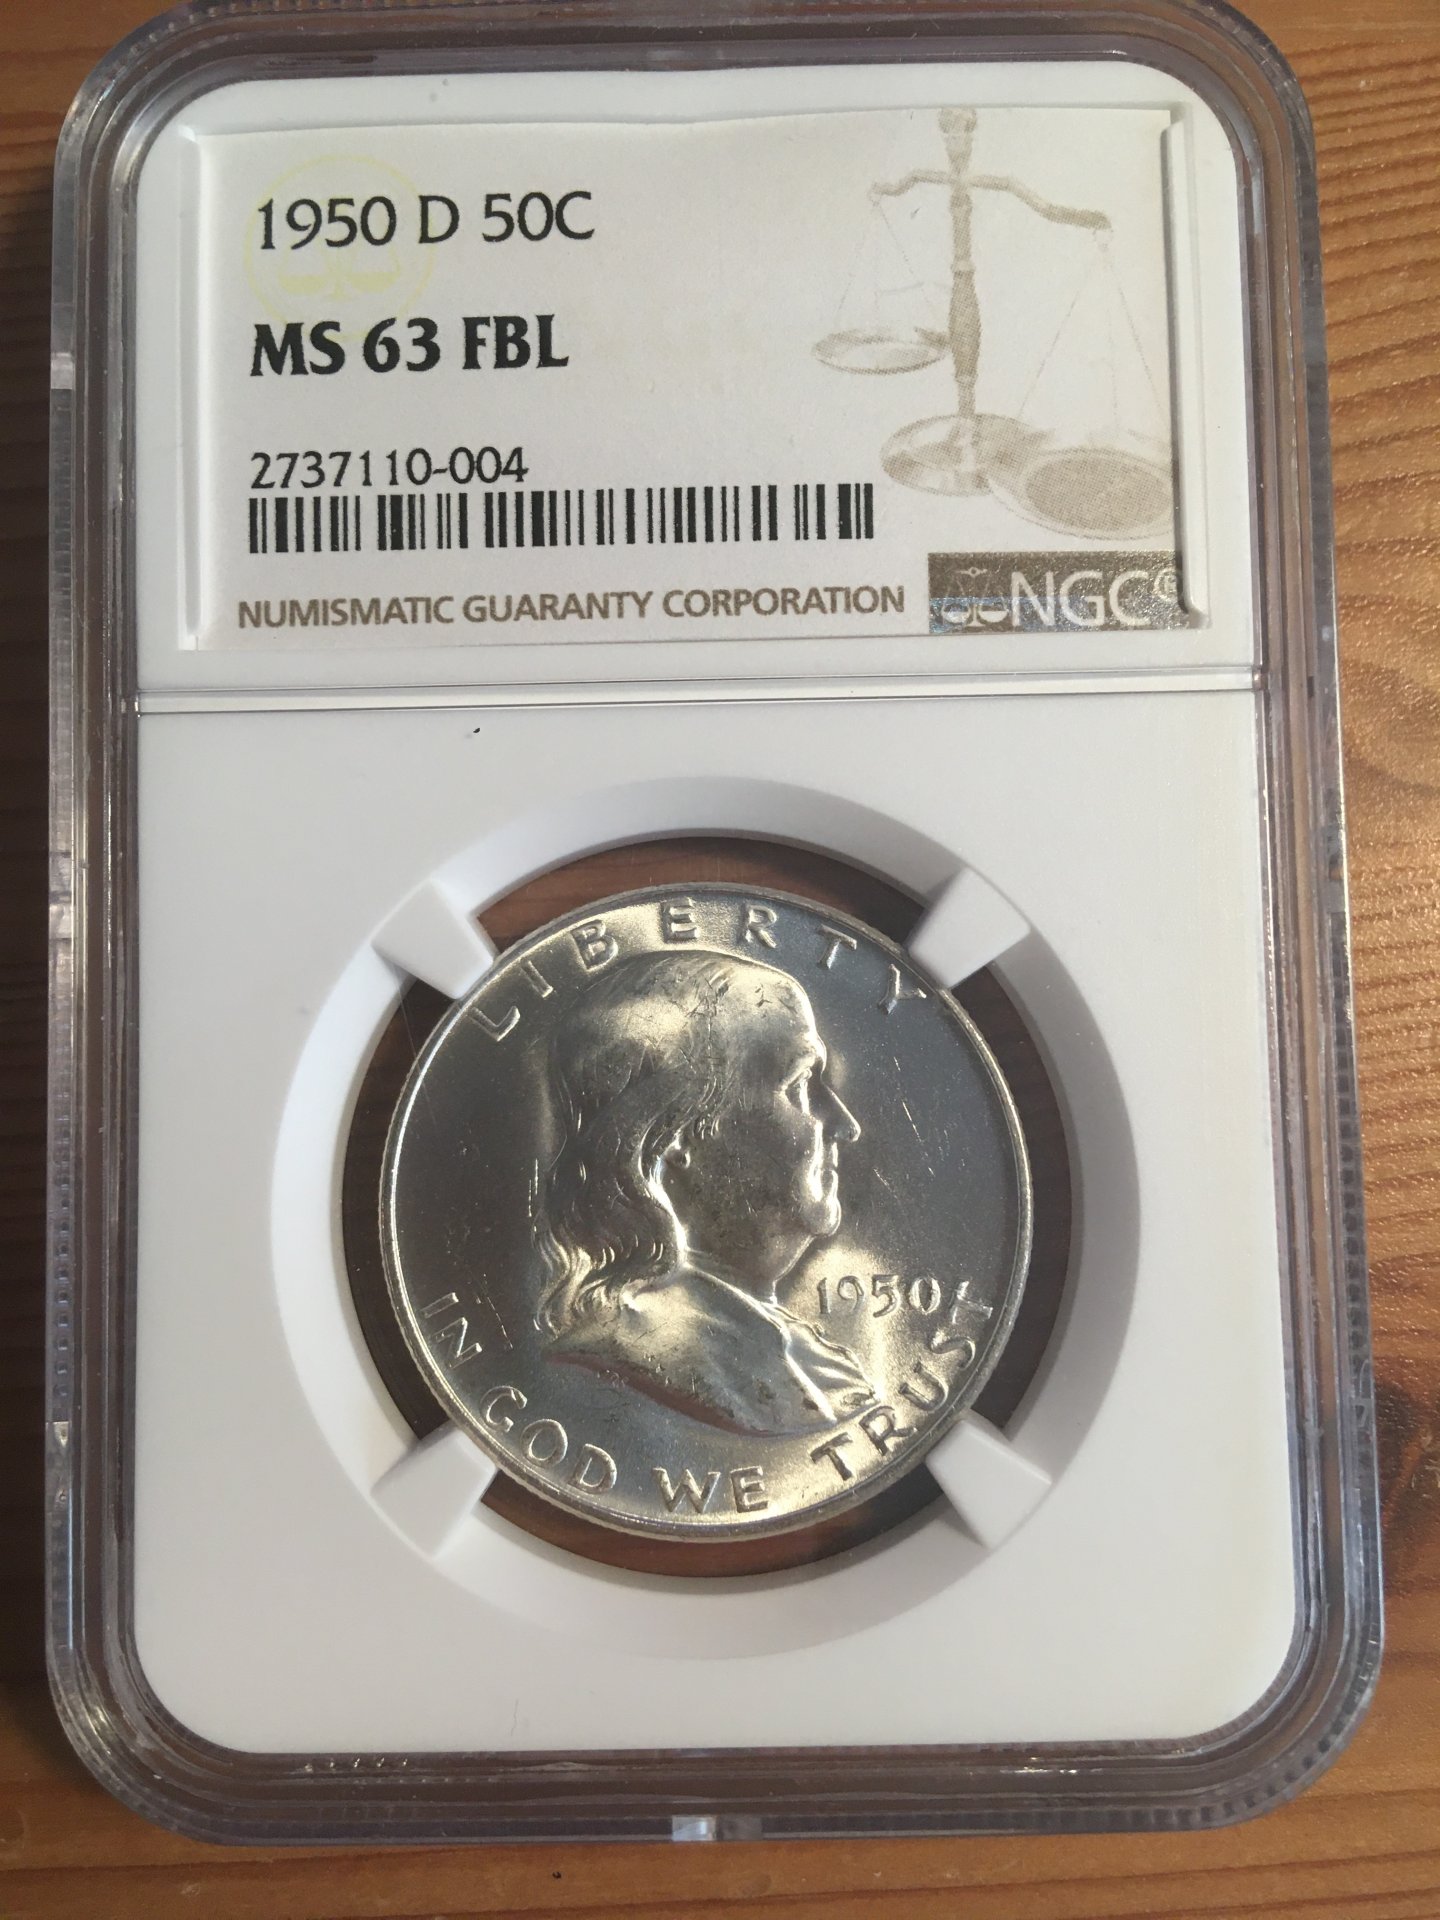 1950 D 50C
MS 63 FBL
2737110-004
NUMISMATIC GUARANTY CORPORATION
NGC
LIBERTY
1950
IN GOD WE TRUST